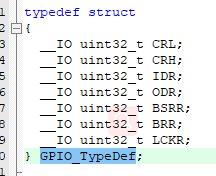 1 typedef struct
2 {
3 __IO uint32_t CRL;
4 __IO uint32_t CRH;
5 __IO uint32_t IDR;
6 __IO uint32_t ODR;
7 __IO uint32_t BSRR;
8 __IO uint32_t BRR;
9 __IO uint32_t LCKR;
0 } GPIO_TypeDef;